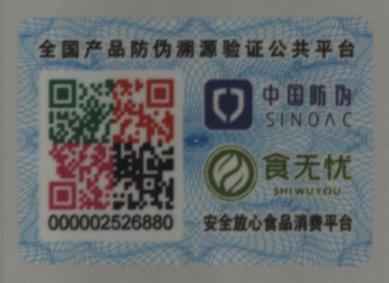 全国产品防伪溯源验证公共平台
中国防伪
SINOAC
食无忧
SHIWUYOU
000002526880
安全放心食品消费平台